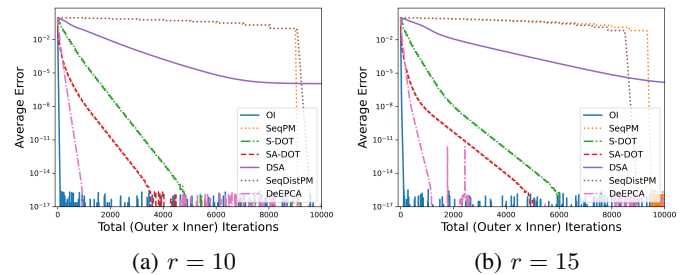 Average Error
10⁻²
10⁻⁵
10⁻⁸
10⁻¹¹
10⁻¹⁴
10⁻¹⁷
OI
SeqPM
S-DOT
SA-DOT
DSA
SeqDistPM
DeEPCA
0 2000 4000 6000 8000 10000
Total (Outer x Inner) Iterations
(a) r = 10
Average Error
10⁻²
10⁻⁵
10⁻⁸
10⁻¹¹
10⁻¹⁴
10⁻¹⁷
OI
SeqPM
S-DOT
SA-DOT
DSA
SeqDistPM
DeEPCA
0 2000 4000 6000 8000 10000
Total (Outer x Inner) Iterations
(b) r = 15